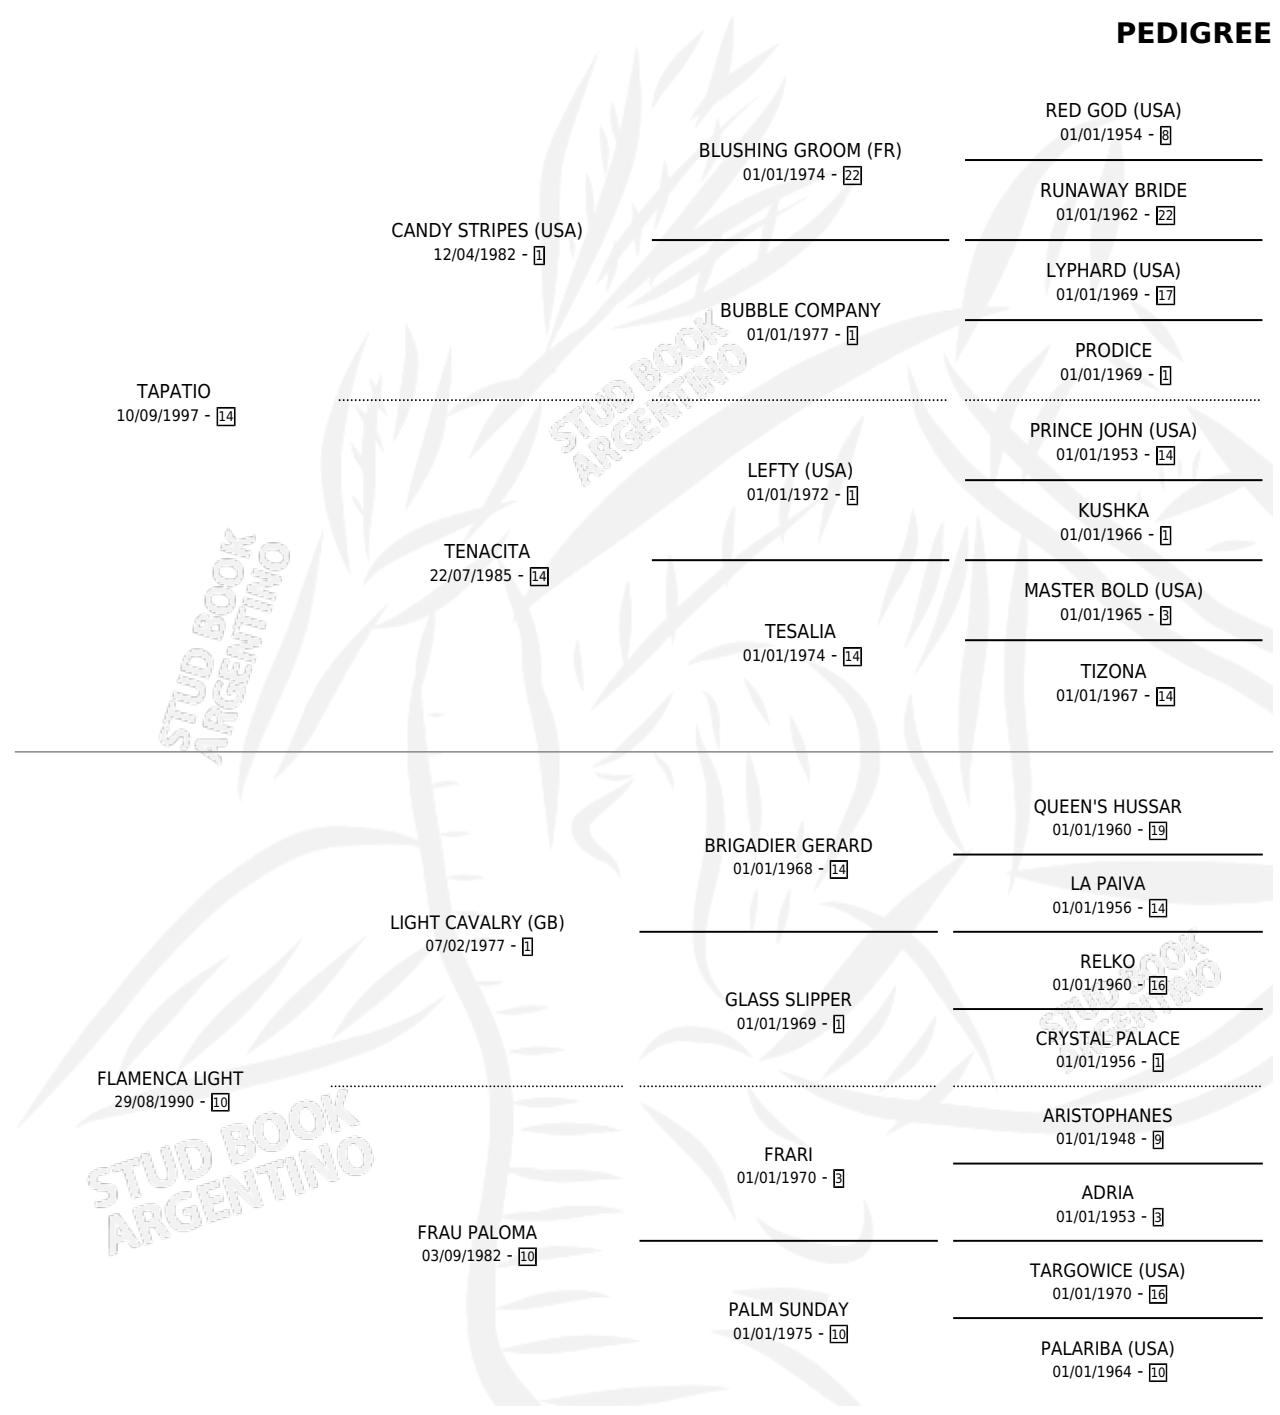 PEDIGREE
RED GOD (USA)
01/01/1954 - 8
BLUSHING GROOM (FR)
01/01/1974 - 22
RUNAWAY BRIDE
01/01/1962 - 22
CANDY STRIPES (USA)
12/04/1982 - 1
LYPHARD (USA)
01/01/1969 - 17
BUBBLE COMPANY
01/01/1977 - 1
PRODICE
01/01/1969 - 1
TAPATIO
10/09/1997 - 14
STUD BOOK
ARGENTINO
PRINCE JOHN (USA)
01/01/1953 - 14
LEFTY (USA)
01/01/1972 - 1
KUSHKA
01/01/1966 - 1
TENACITA
22/07/1985 - 14
MASTER BOLD (USA)
01/01/1965 - 3
TESALIA
01/01/1974 - 14
TIZONA
01/01/1967 - 14
STUD BOOK
ARGENTINO
QUEEN'S HUSSAR
01/01/1960 - 19
BRIGADIER GERARD
01/01/1968 - 14
LA PAIVA
01/01/1956 - 14
LIGHT CAVALRY (GB)
07/02/1977 - 1
RELKO
01/01/1960 - 16
GLASS SLIPPER
01/01/1969 - 1
STUD BOOK
ARGENTINO
CRYSTAL PALACE
01/01/1956 - 1
FLAMENCA LIGHT
29/08/1990 - 10
ARISTOPHANES
01/01/1948 - 9
FRARI
01/01/1970 - 3
STUD BOOK
ARGENTINO
ADRIA
01/01/1953 - 3
FRAU PALOMA
03/09/1982 - 10
TARGOWICE (USA)
01/01/1970 - 16
PALM SUNDAY
01/01/1975 - 10
PALARIBA (USA)
01/01/1964 - 10